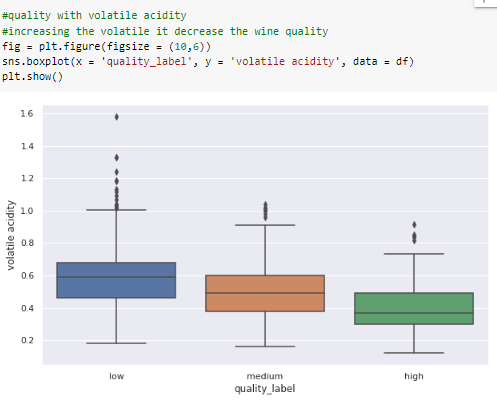 #quality with volatile acidity
#increasing the volatile it decrease the wine quality
fig = plt.figure(figsize = (10,6))
sns.boxplot(x = 'quality_label', y = 'volatile acidity', data = df)
plt.show()
1.6
1.4
1.2
1.0
0.8
0.6
0.4
0.2
volatile acidity
low medium high
quality_label